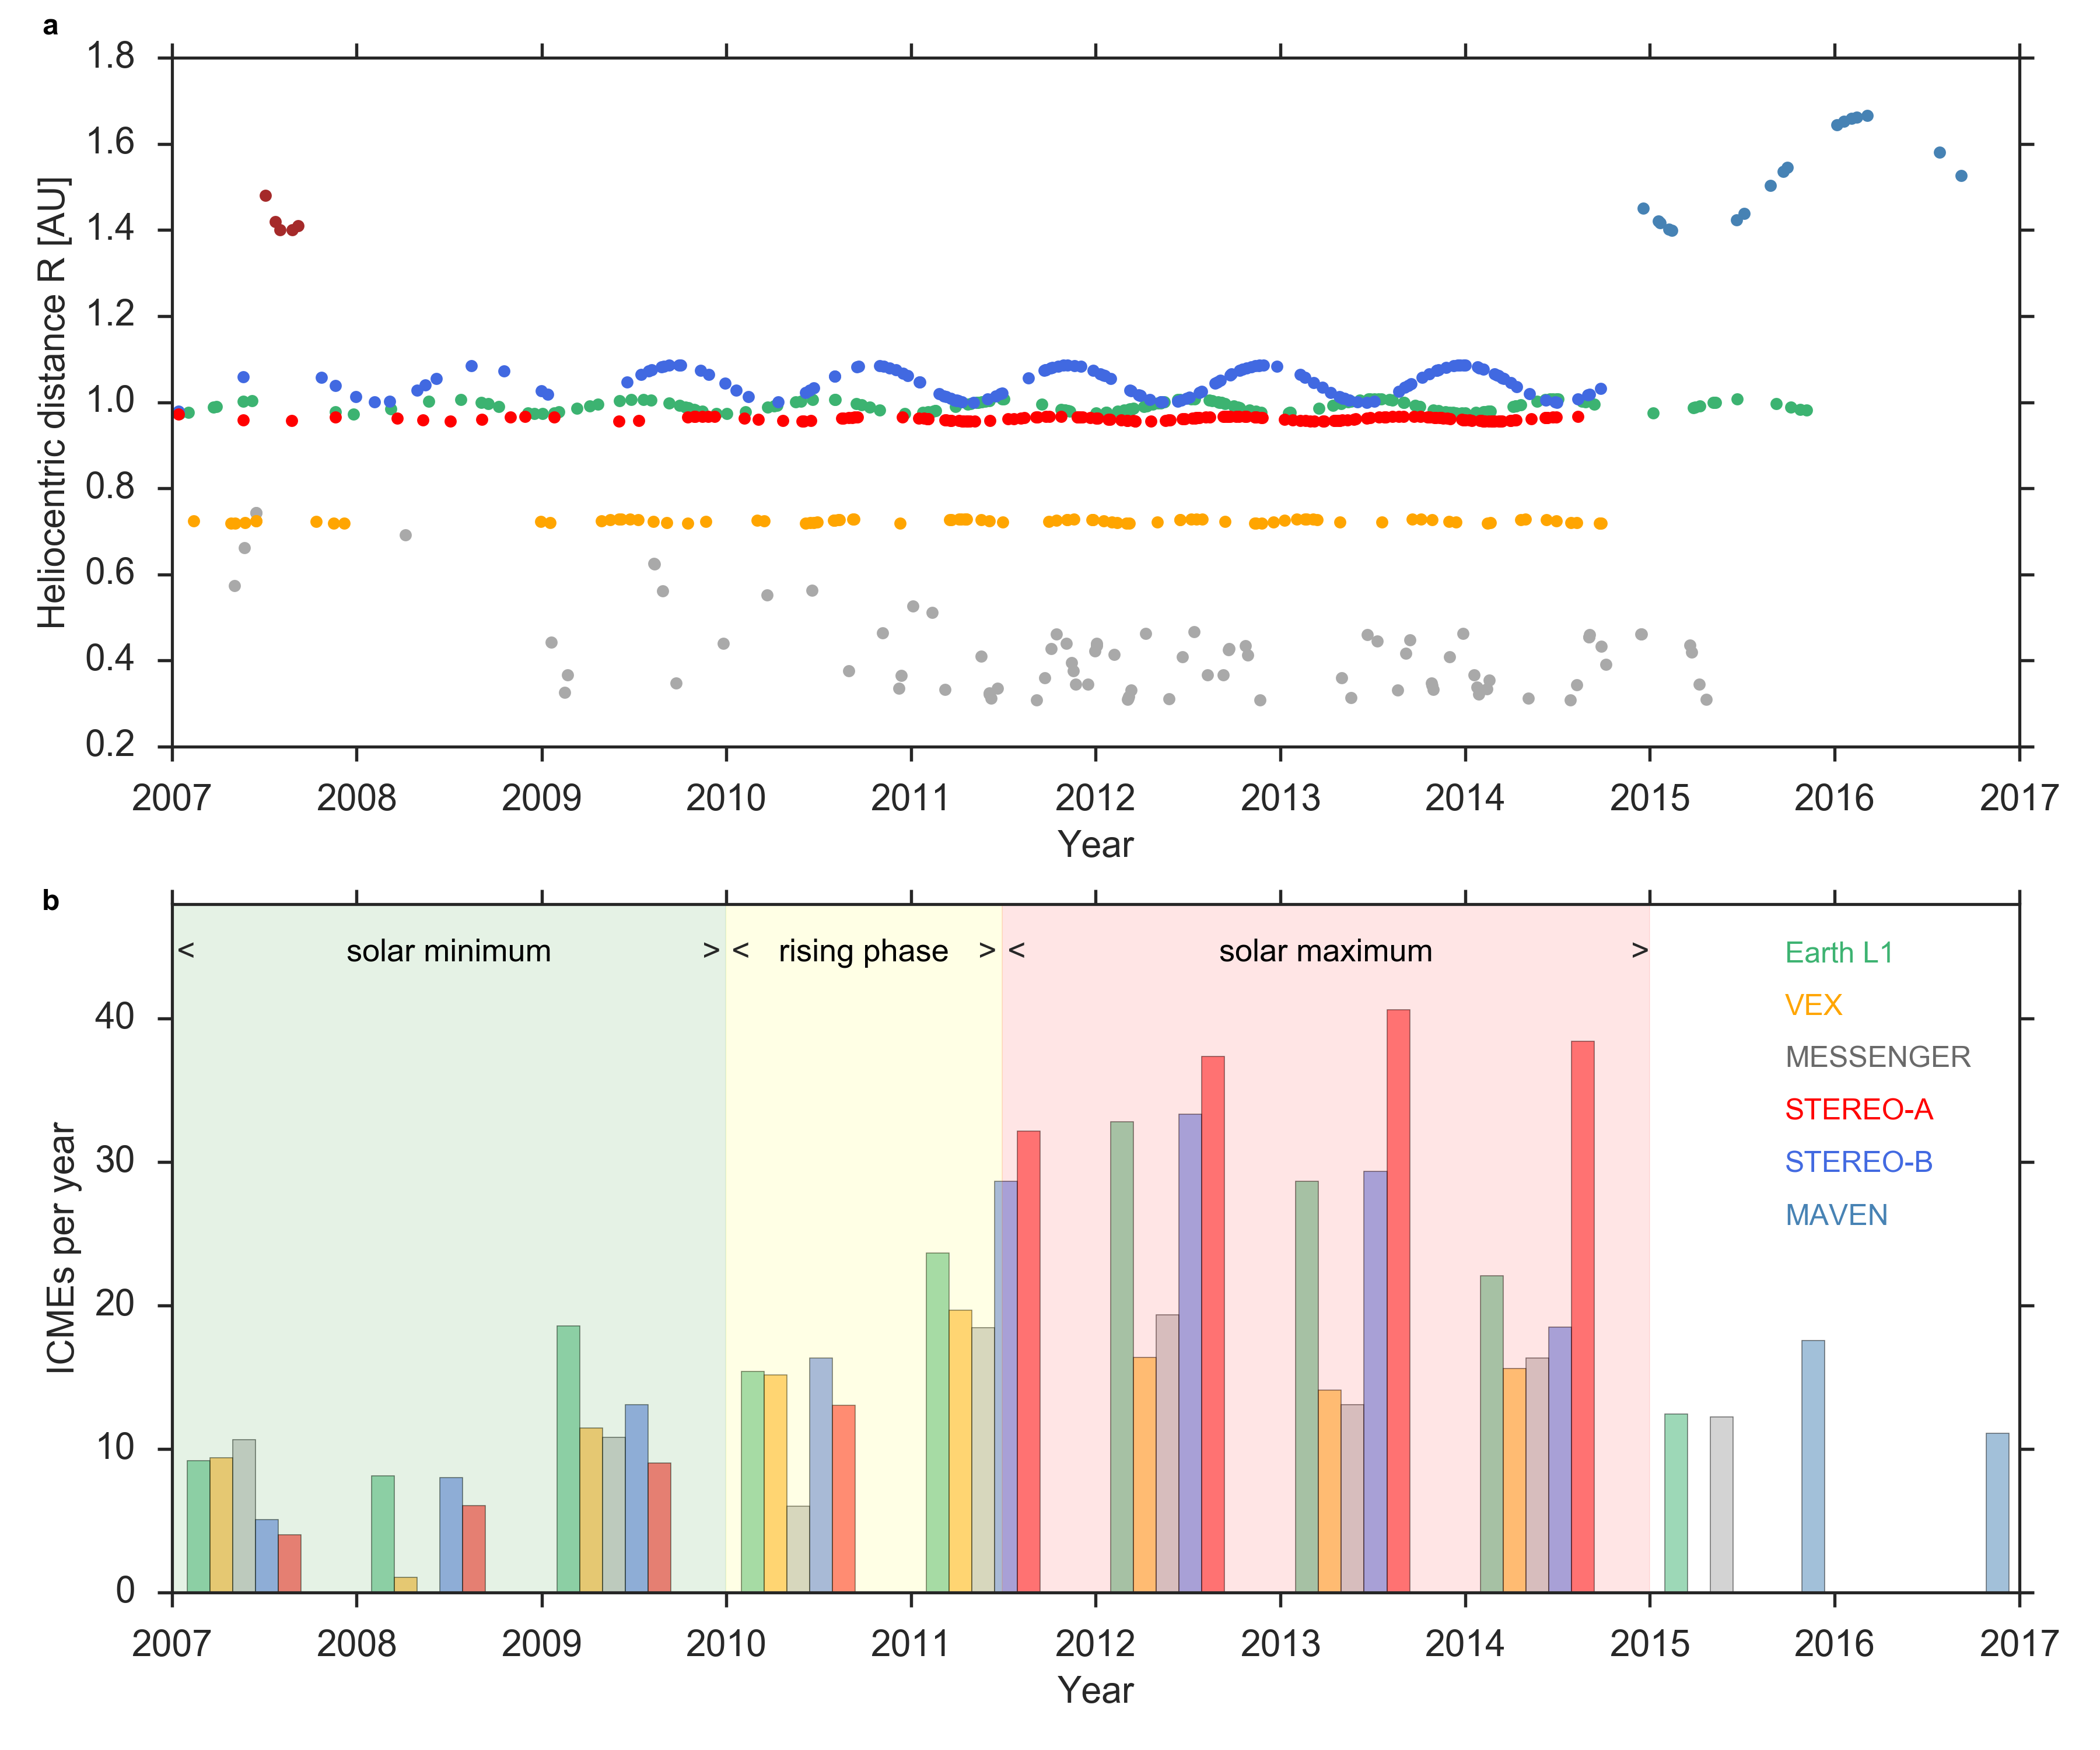 a
1.8
1.6
1.4
1.2
1.0
0.8
0.6
0.4
0.2
Heliocentric distance R [AU]
2007 2008 2009 2010 2011 2012 2013 2014 2015 2016 2017
Year
b
< solar minimum > < rising phase > < solar maximum >
Earth L1
VEX
MESSENGER
STEREO-A
STEREO-B
MAVEN
40
30
20
10
0
ICMEs per year
2007 2008 2009 2010 2011 2012 2013 2014 2015 2016 2017
Year